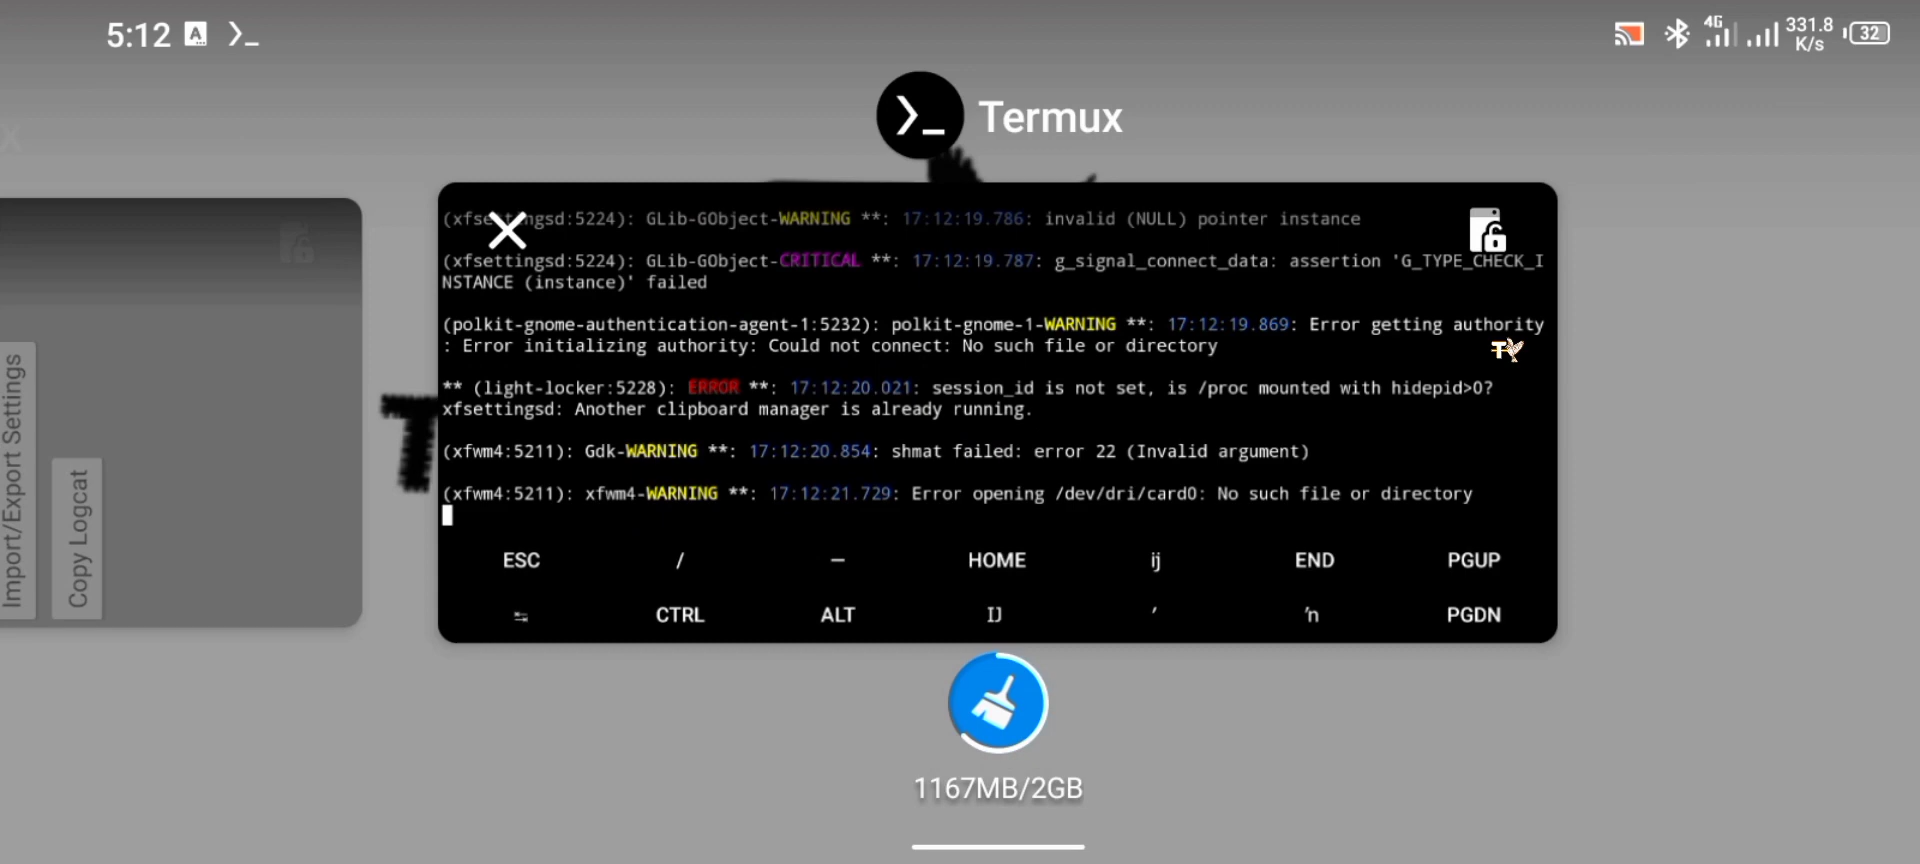 5:12
4G
331.8
K/s
32
Termux
(xfsettingsd:5224): GLib-GObject-WARNING **: 17:12:19.786: invalid (NULL) pointer instance
(xfsettingsd:5224): GLib-GObject-CRITICAL **: 17:12:19.787: g_signal_connect_data: assertion 'G_TYPE_CHECK_I
NSTANCE (instance)' failed
(polkit-gnome-authentication-agent-1:5232): polkit-gnome-1-WARNING **: 17:12:19.869: Error getting authority
: Error initializing authority: Could not connect: No such file or directory
** (light-locker:5228): ERROR **: 17:12:20.021: session_id is not set, is /proc mounted with hidepid>0?
xfsettingsd: Another clipboard manager is already running.
(xfwm4:5211): Gdk-WARNING **: 17:12:20.854: shmat failed: error 22 (Invalid argument)
(xfwm4:5211): xfwm4-WARNING **: 17:12:21.729: Error opening /dev/dri/card0: No such file or directory
ESC / — HOME ĳ END PGUP
↹ CTRL ALT IJ ʼ ŉ PGDN
Import/Export Settings
Copy Logcat
1167MB/2GB